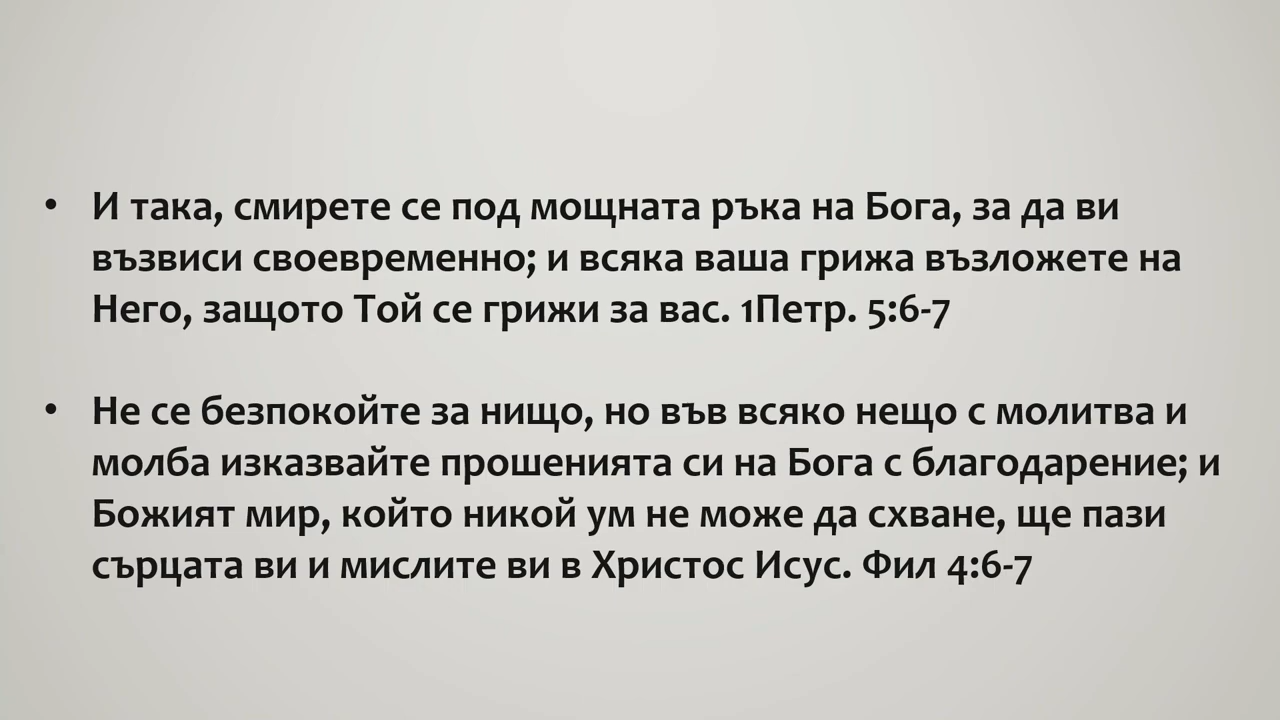 • И така, смирете се под мощната ръка на Бога, за да ви
възвиси своевременно; и всяка ваша грижа възложете на
Него, защото Той се грижи за вас. 1Петр. 5:6-7
• Не се безпокойте за нищо, но във всяко нещо с молитва и
молба изказвайте прошенията си на Бога с благодарение; и
Божият мир, който никой ум не може да схване, ще пази
сърцата ви и мислите ви в Христос Исус. Фил 4:6-7